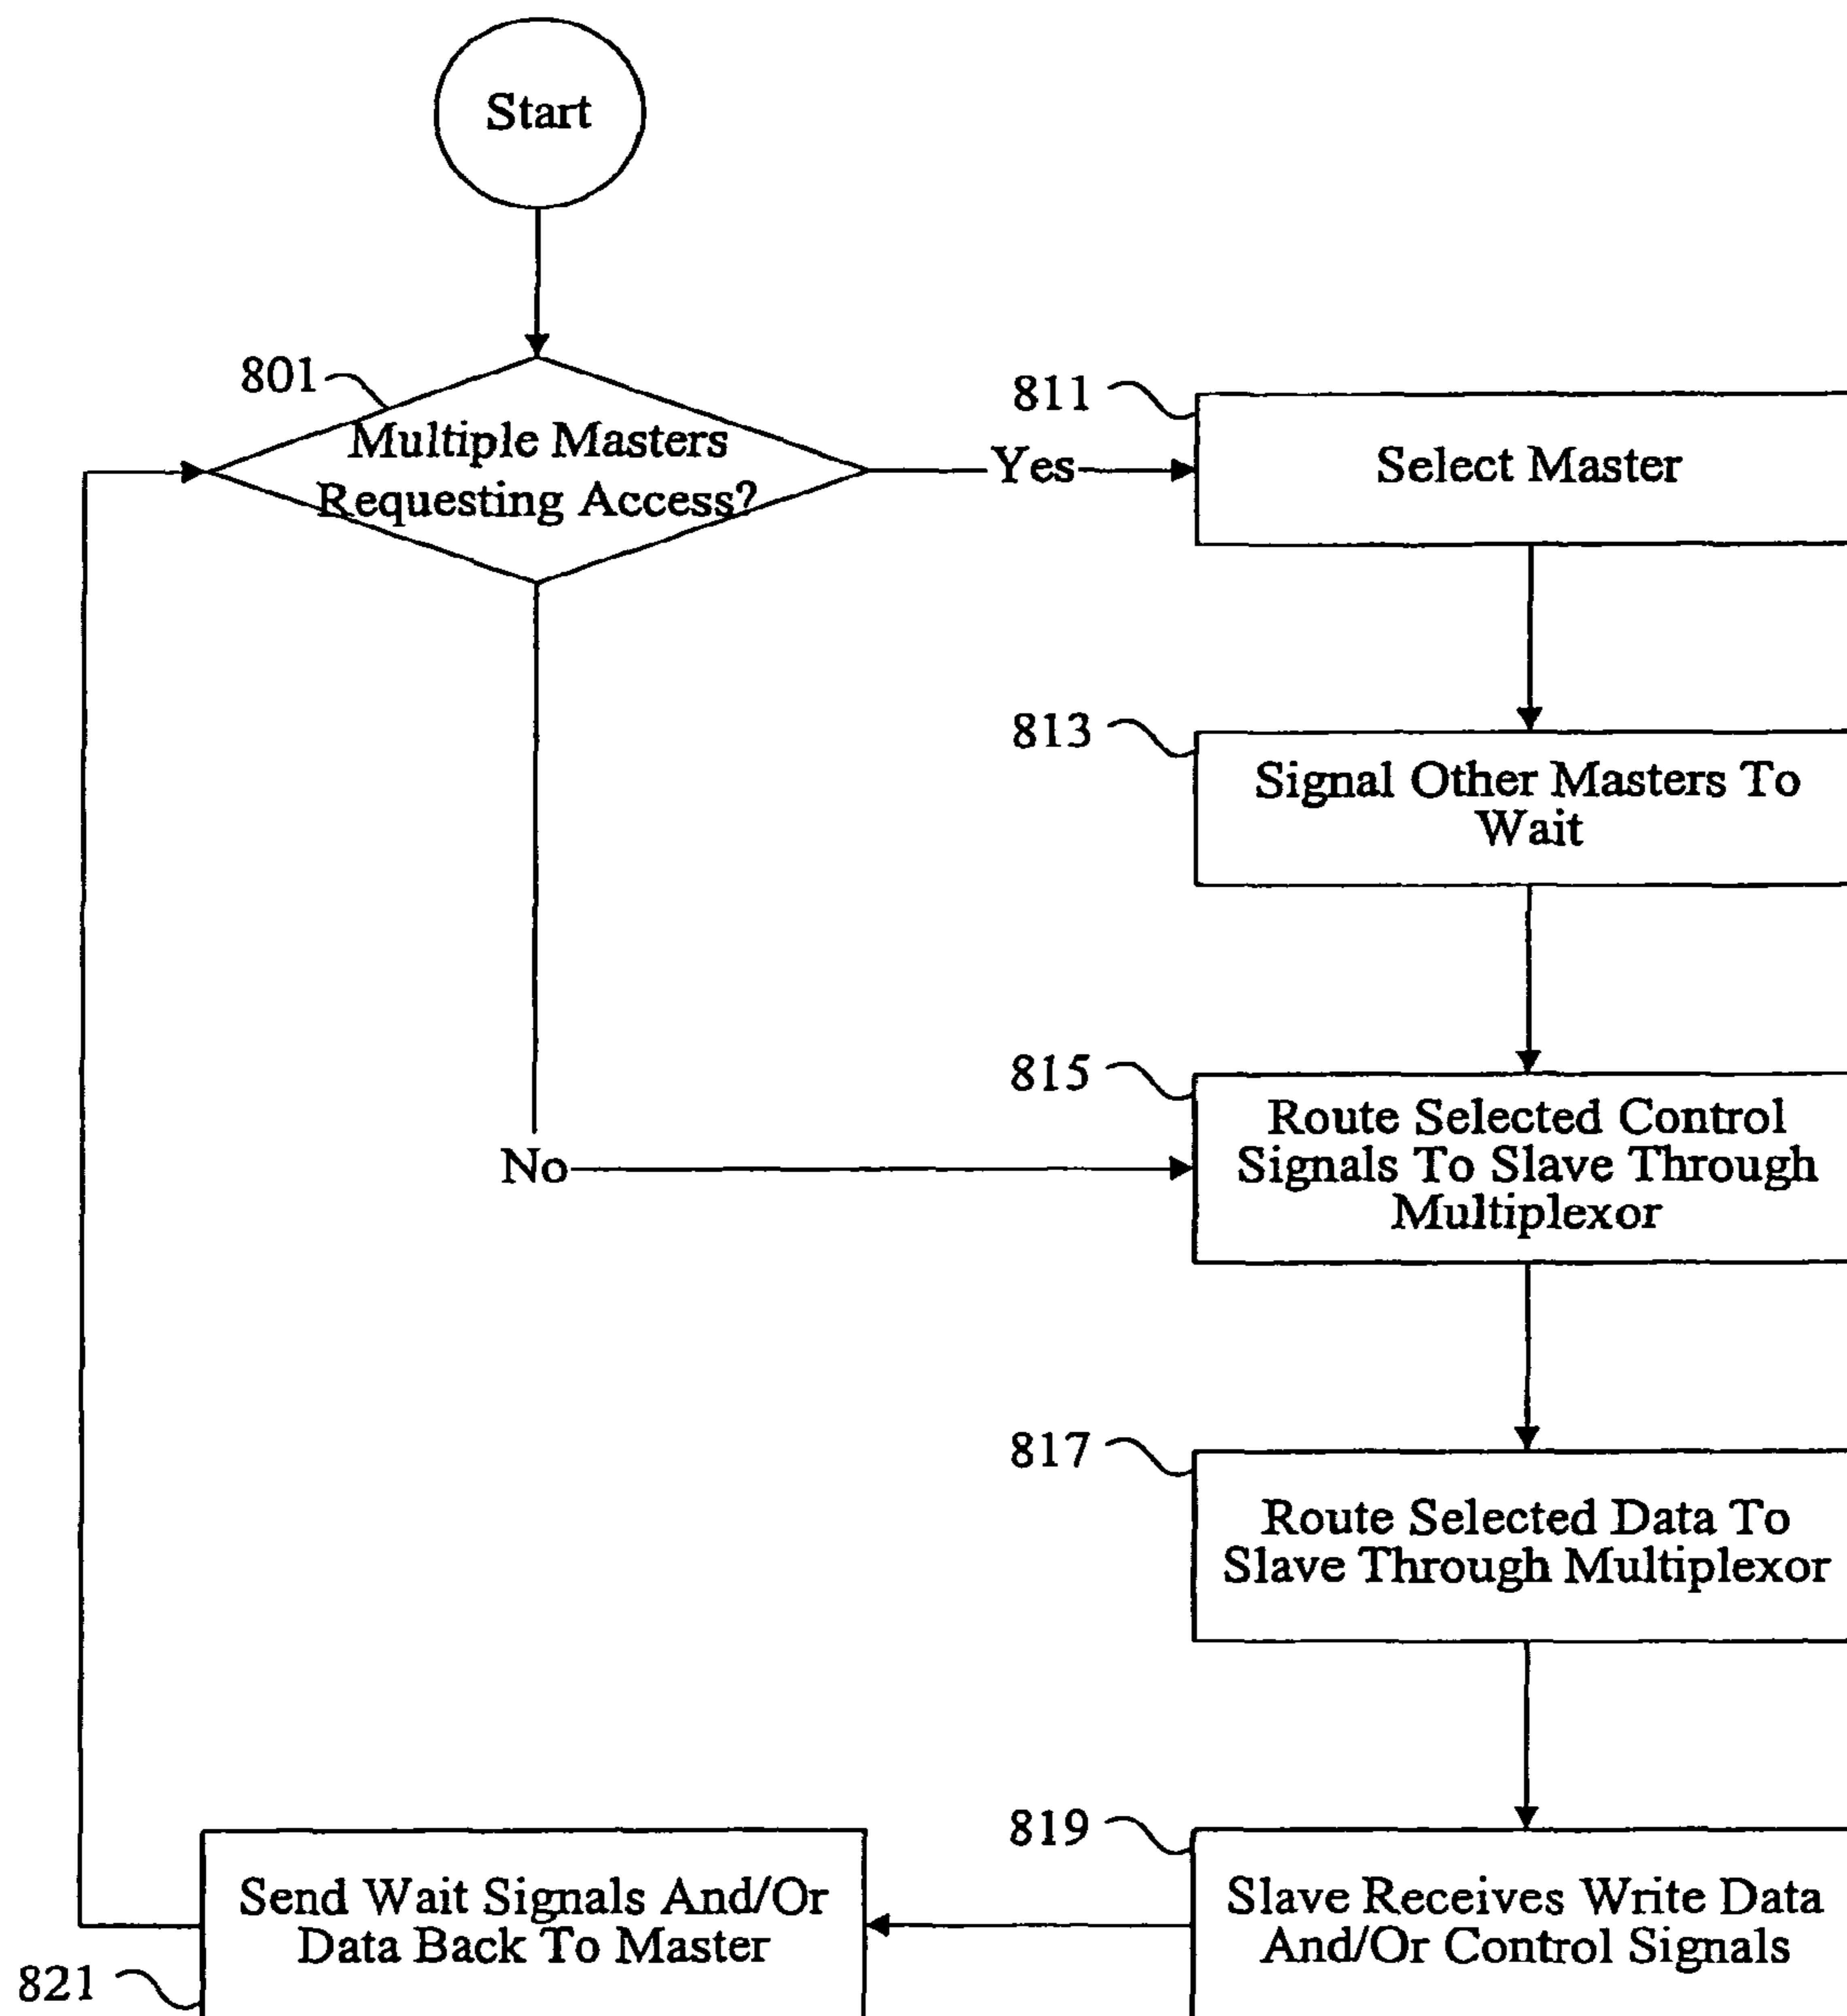 Start
801
Multiple Masters
Requesting Access?
Yes
811
Select Master
813
Signal Other Masters To
Wait
815
Route Selected Control
Signals To Slave Through
Multiplexor
No
817
Route Selected Data To
Slave Through Multiplexor
819
Slave Receives Write Data
And/Or Control Signals
Send Wait Signals And/Or
Data Back To Master
821